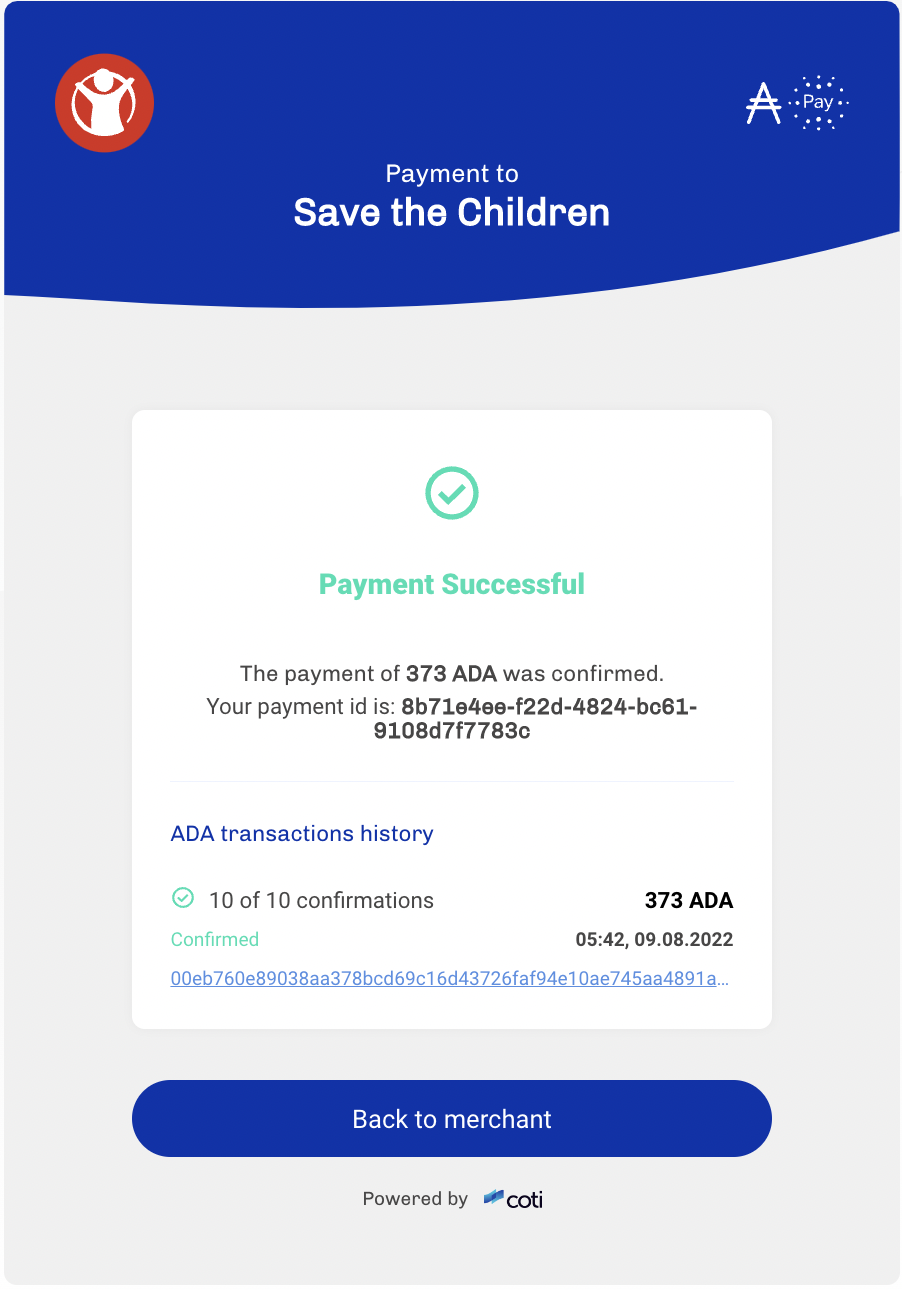 Pay
Payment to
Save the Children
Payment Successful
The payment of 373 ADA was confirmed.
Your payment id is: 8b71e4ee-f22d-4824-bc61-
9108d7f7783c
ADA transactions history
10 of 10 confirmations 373 ADA
Confirmed 05:42, 09.08.2022
00eb760e89038aa378bcd69c16d43726faf94e10ae745aa4891a...
Back to merchant
Powered by coti